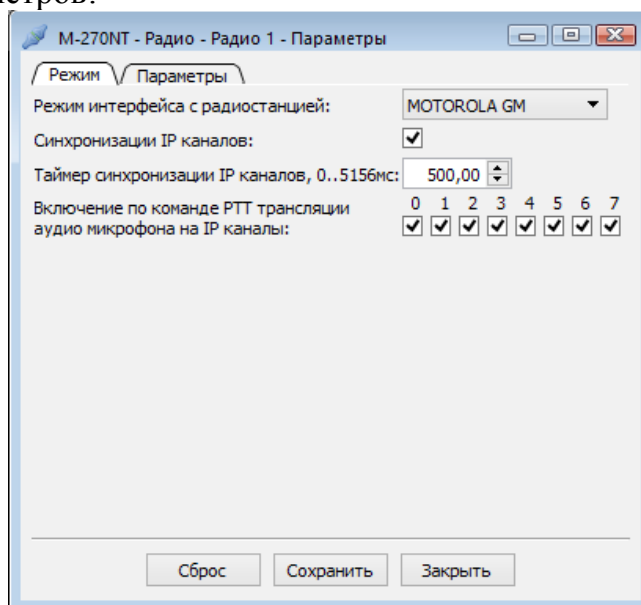 М-270NT - Радио - Радио 1 - Параметры
Режим Параметры
Режим интерфейса с радиостанцией: MOTOROLA GM
Синхронизации IP каналов:
Таймер синхронизации IP каналов, 0..5156мс: 500,00
Включение по команде PTT трансляции 0 1 2 3 4 5 6 7
аудио микрофона на IP каналы:
Сброс Сохранить Закрыть